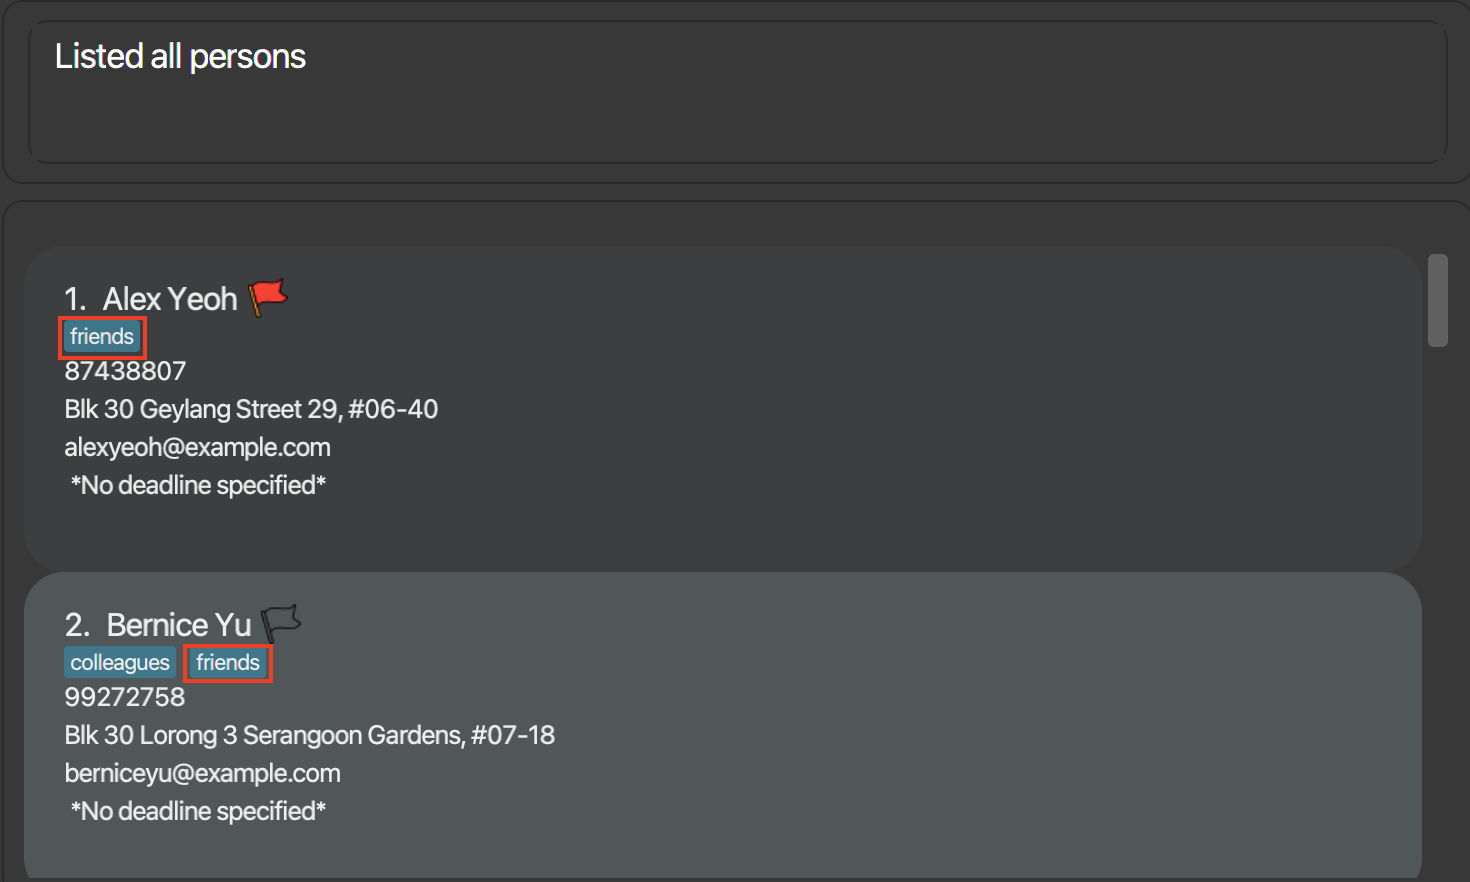 Listed all persons
1. Alex Yeoh
friends
87438807
Blk 30 Geylang Street 29, #06-40
alexyeoh@example.com
*No deadline specified*
2. Bernice Yu
colleagues friends
99272758
Blk 30 Lorong 3 Serangoon Gardens, #07-18
berniceyu@example.com
*No deadline specified*